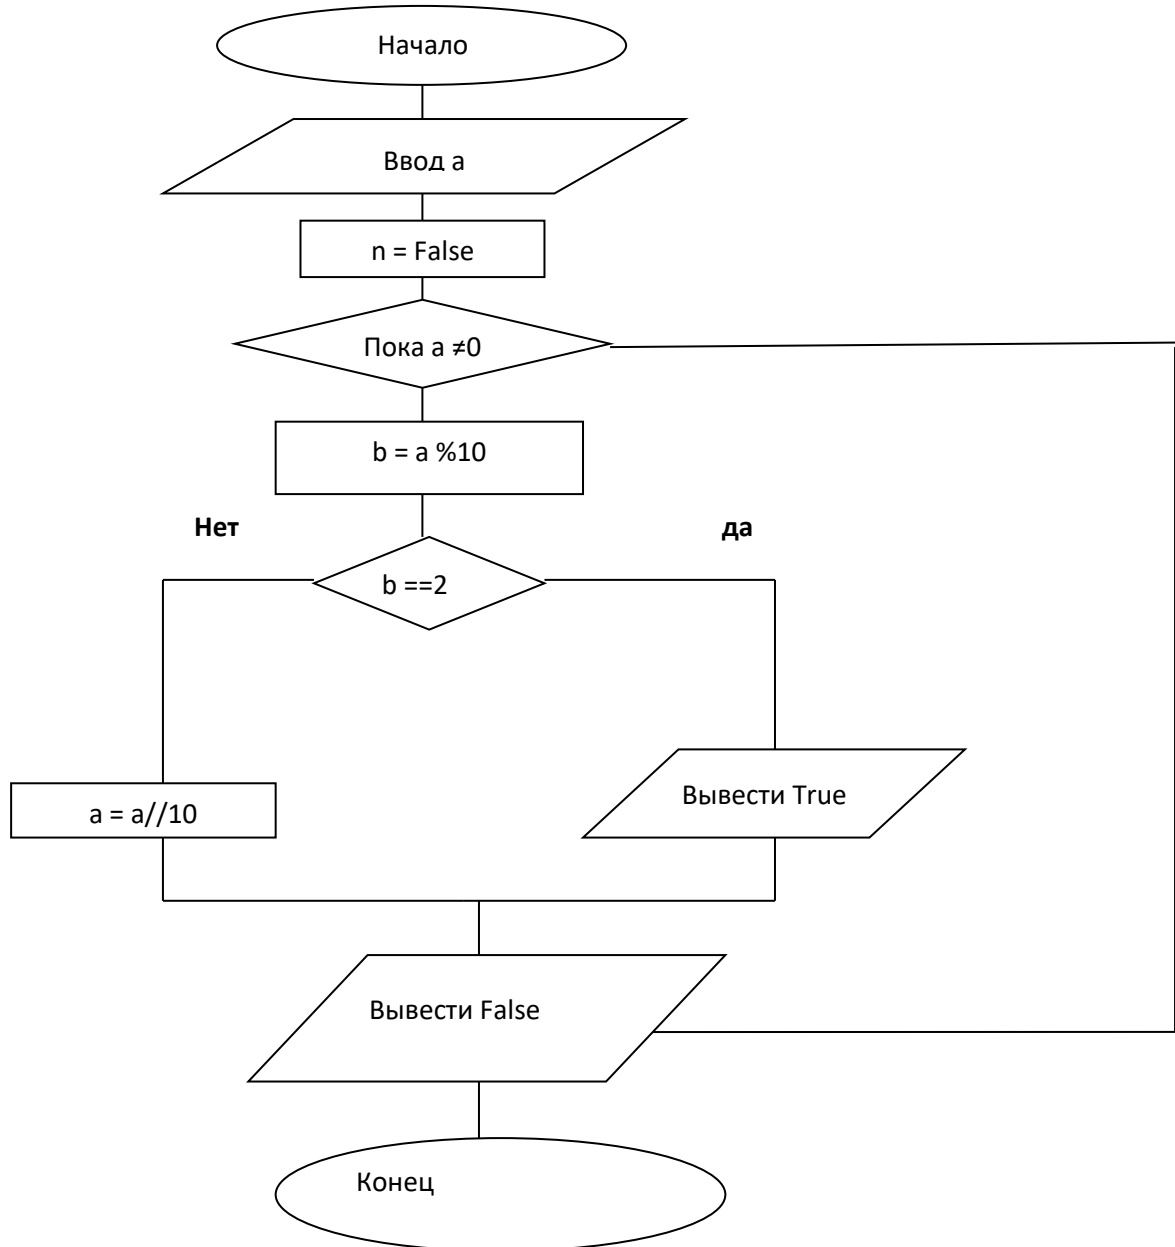 Начало
Ввод a
n = False
Пока a ≠0
b = a %10
Нет
да
b ==2
a = a//10
Вывести True
Вывести False
Конец